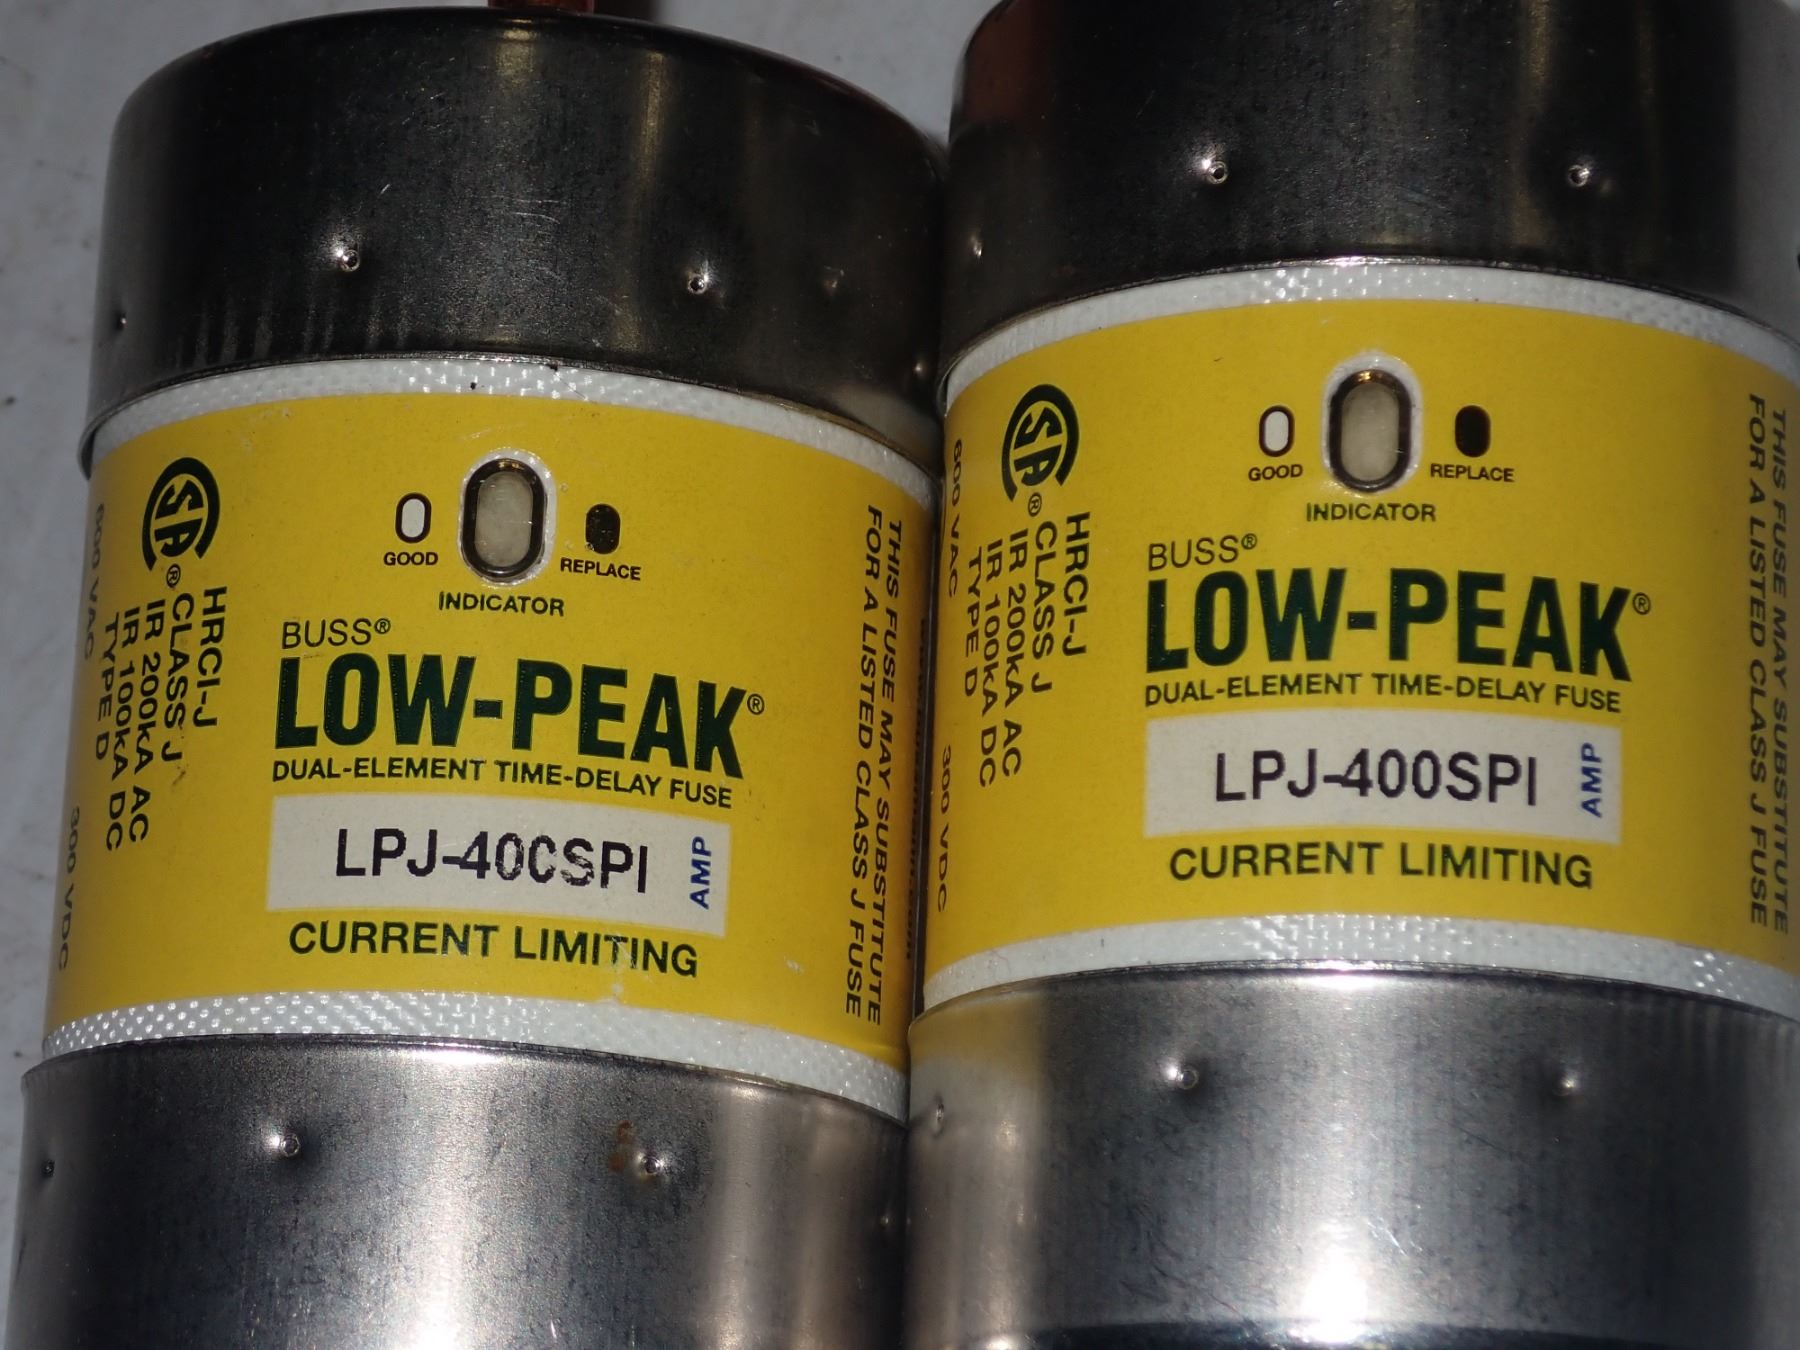 GOOD
REPLACE
INDICATOR
BUSS®
LOW-PEAK®
DUAL-ELEMENT TIME-DELAY FUSE
LPJ-400SPI
AMP
CURRENT LIMITING
SA®
HRCI-J
CLASS J
IR 200kA AC
IR 100kA DC
TYPE D
600 VAC
300 VDC
THIS FUSE MAY SUBSTITUTE
FOR A LISTED CLASS J FUSE
GOOD
REPLACE
INDICATOR
BUSS®
LOW-PEAK®
DUAL-ELEMENT TIME-DELAY FUSE
LPJ-400SPI
AMP
CURRENT LIMITING
SA®
HRCI-J
CLASS J
IR 200kA AC
IR 100kA DC
TYPE D
600 VAC
300 VDC
THIS FUSE MAY SUBSTITUTE
FOR A LISTED CLASS J FUSE